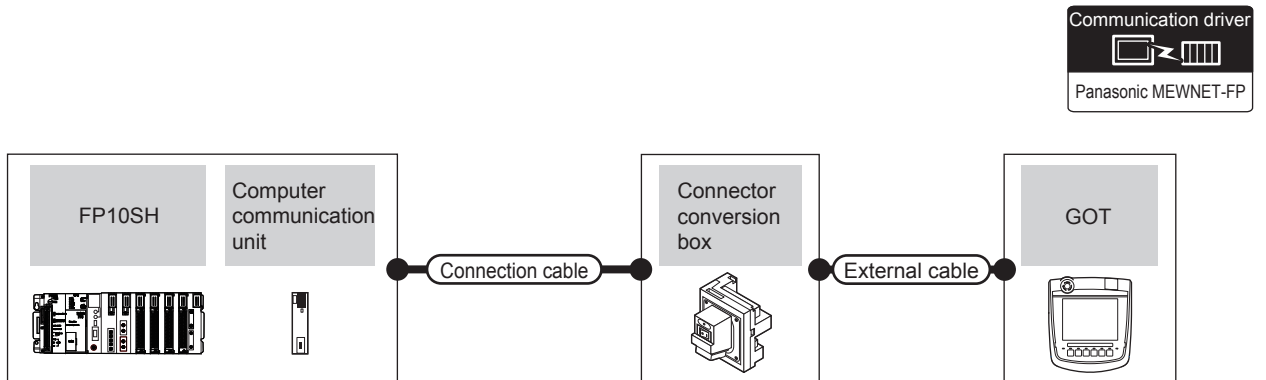 Communication driver
Panasonic MEWNET-FP
FP10SH
Computer
communication
unit
Connection cable
Connector
conversion
box
External cable
GOT